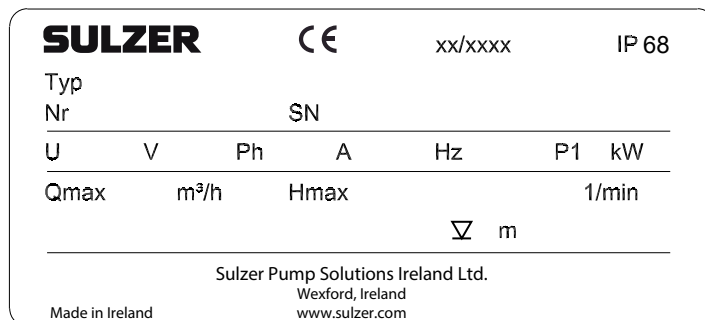 SULZER CE xx/xxxx IP 68
Typ
Nr SN
U V Ph A Hz P1 kW
Qmax m³/h Hmax 1/min
m
Sulzer Pump Solutions Ireland Ltd.
Wexford, Ireland
Made in Ireland www.sulzer.com